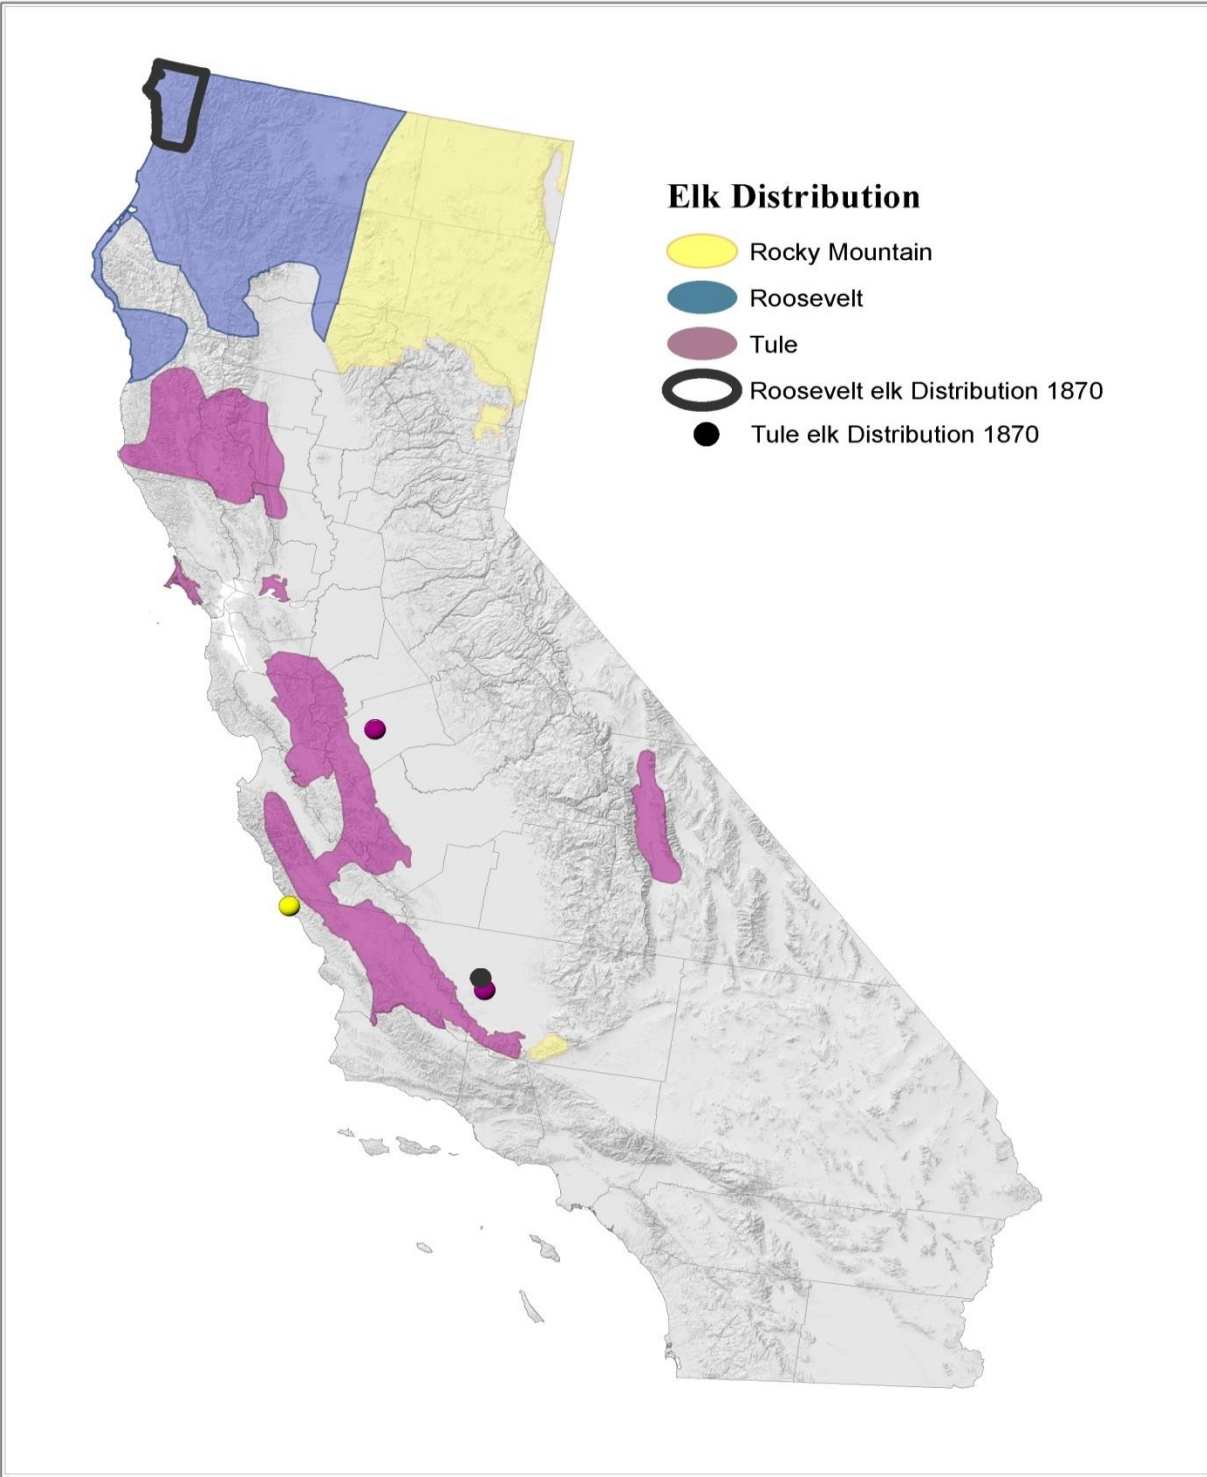 Elk Distribution
Rocky Mountain
Roosevelt
Tule
Roosevelt elk Distribution 1870
Tule elk Distribution 1870